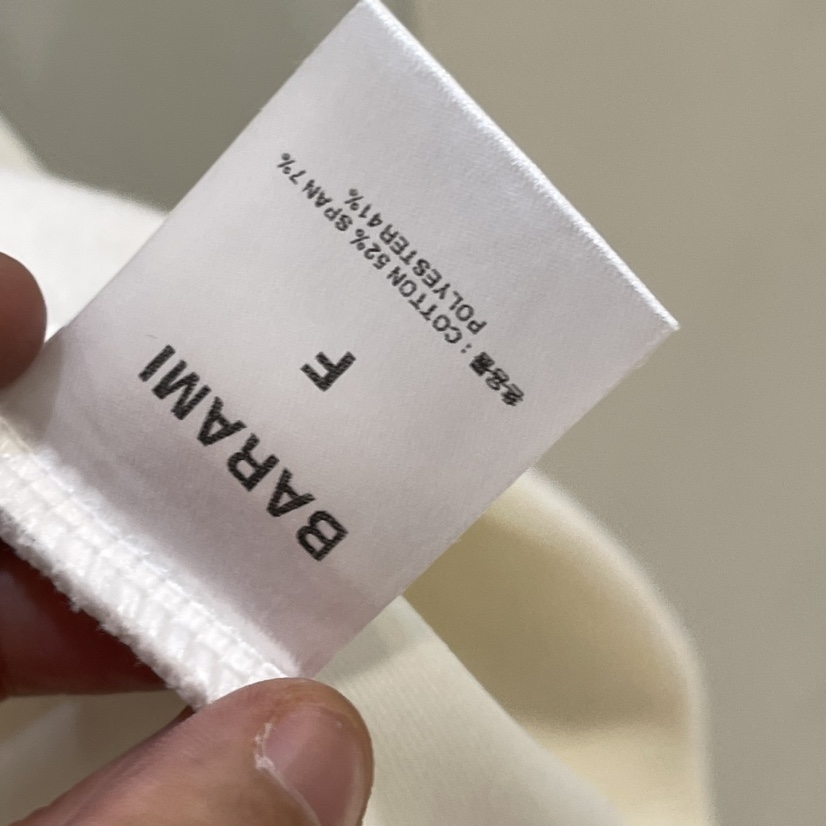 BARAMI
F
혼용률 : COTTON 52% SPAN 7%
POLYESTER 41%